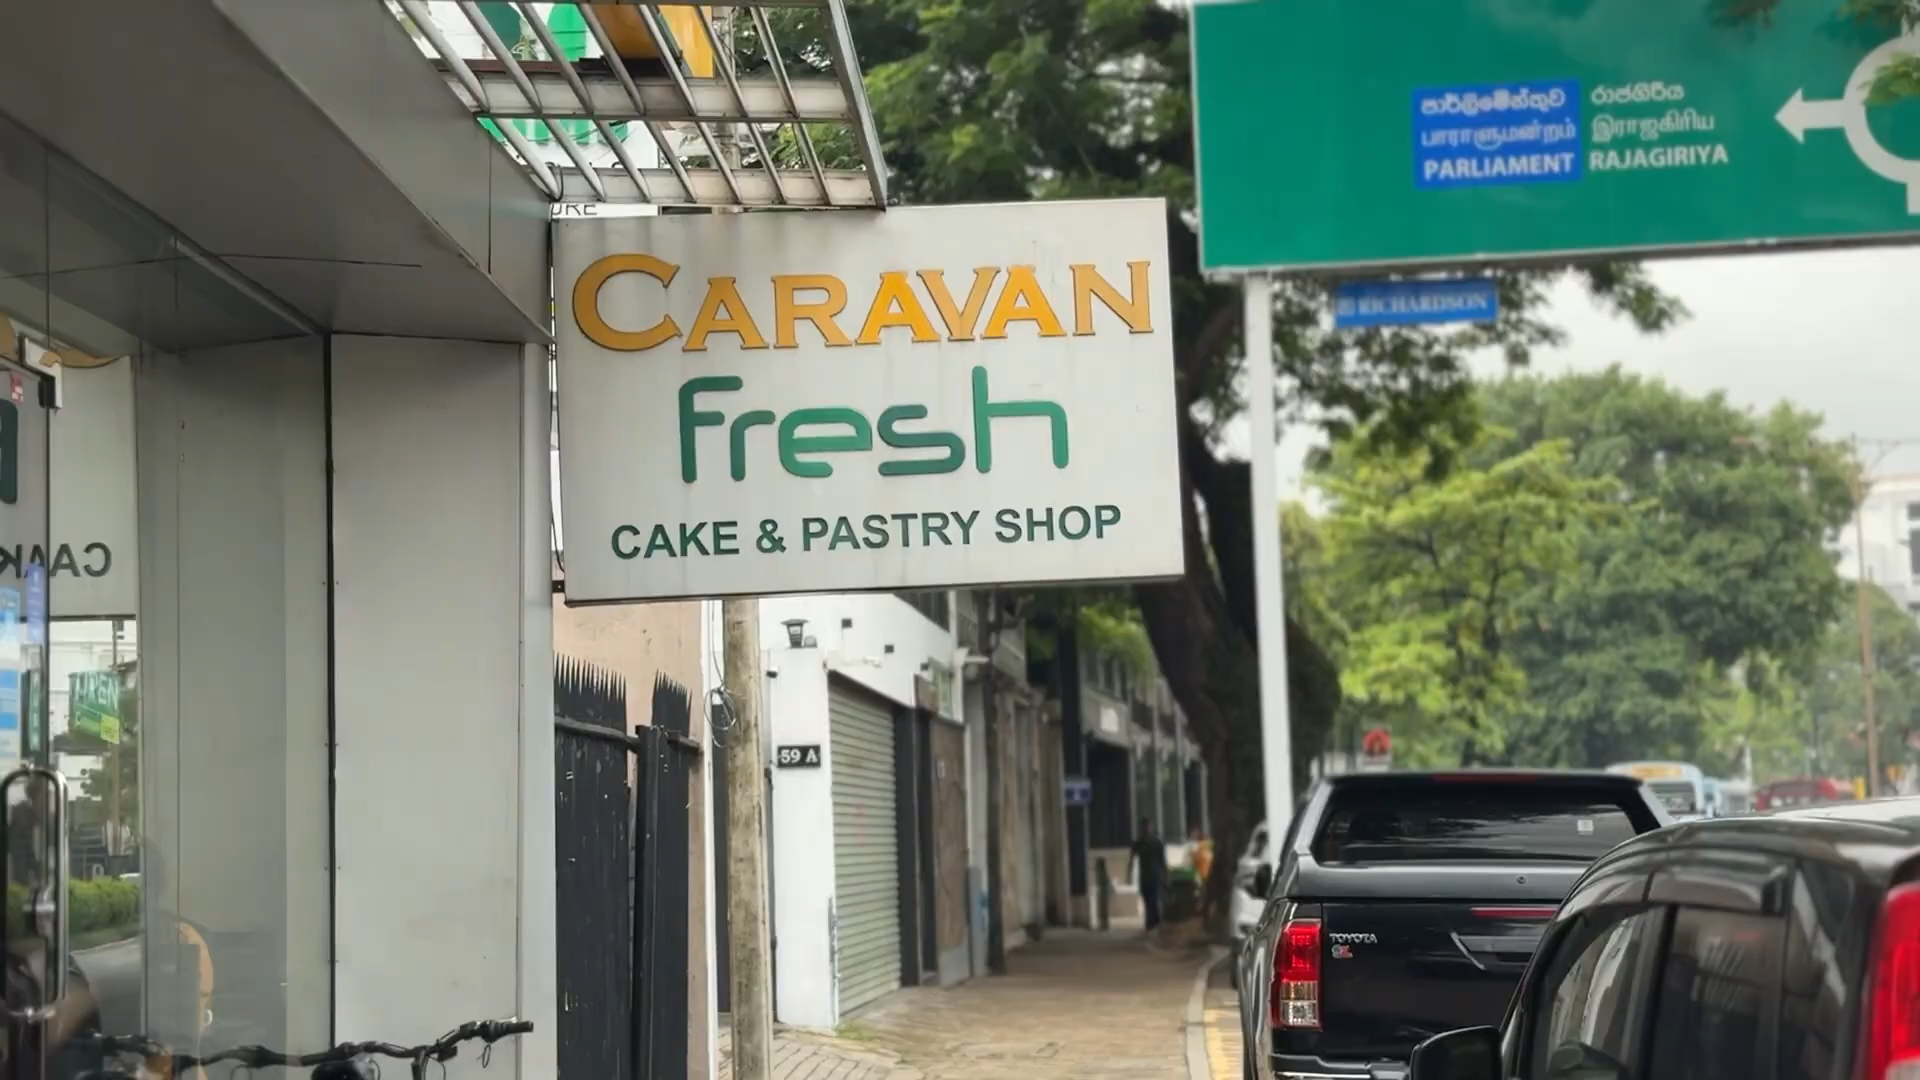 CARAVAN
fresh
CAKE & PASTRY SHOP
පාර්ලිමේන්තුව
பாராளுமன்றம்
PARLIAMENT
රාජගිරිය
இராஜகிரிய
RAJAGIRIYA
RICHARDSON
59 A
TOYOTA